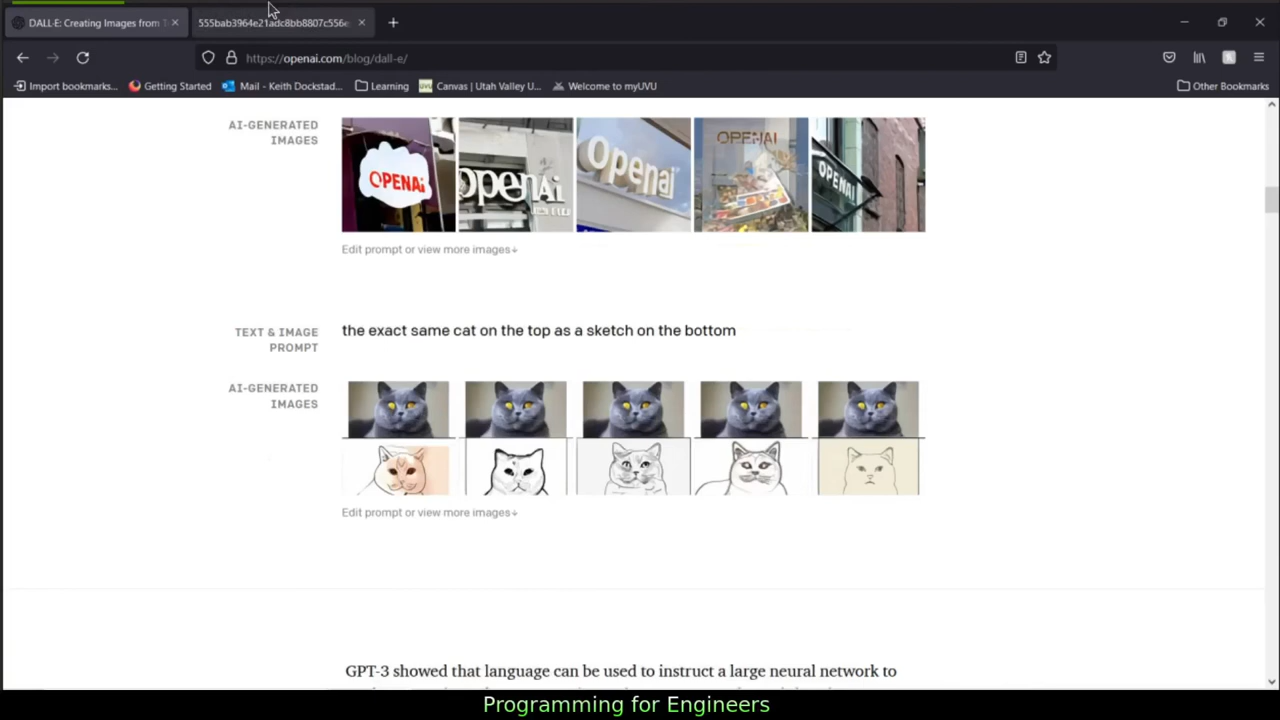 DALL·E: Creating Images from
555bab3964e21adc8bb8807c556e
https://openai.com/blog/dall-e/
Import bookmarks...
Getting Started
Mail - Keith Dockstad...
Learning
Canvas | Utah Valley U...
Welcome to myUVU
Other Bookmarks
AI-GENERATED
IMAGES
OPENAi
openAi
Openai
OPENAI
OPENAI
Edit prompt or view more images↓
TEXT & IMAGE
PROMPT
the exact same cat on the top as a sketch on the bottom
AI-GENERATED
IMAGES
Edit prompt or view more images↓
GPT-3 showed that language can be used to instruct a large neural network to
Programming for Engineers